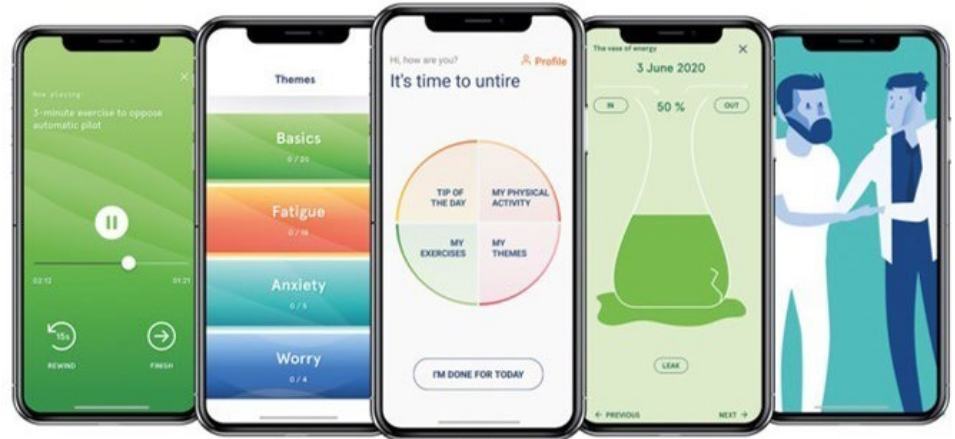 Now playing:
3-minute exercise to oppose
automatic pilot
02:12
01:21
15s
REWIND
FINISH
Themes
Basics
0 / 20
Fatigue
Anxiety
0 / 5
Worry
0 / 4
Hi, how are you?
Profile
It's time to untire
TIP OF
THE DAY
MY PHYSICAL
ACTIVITY
MY
EXERCISES
MY
THEMES
I'M DONE FOR TODAY
The vase of energy
3 June 2020
IN
50 %
OUT
LEAK
← PREVIOUS
NEXT →